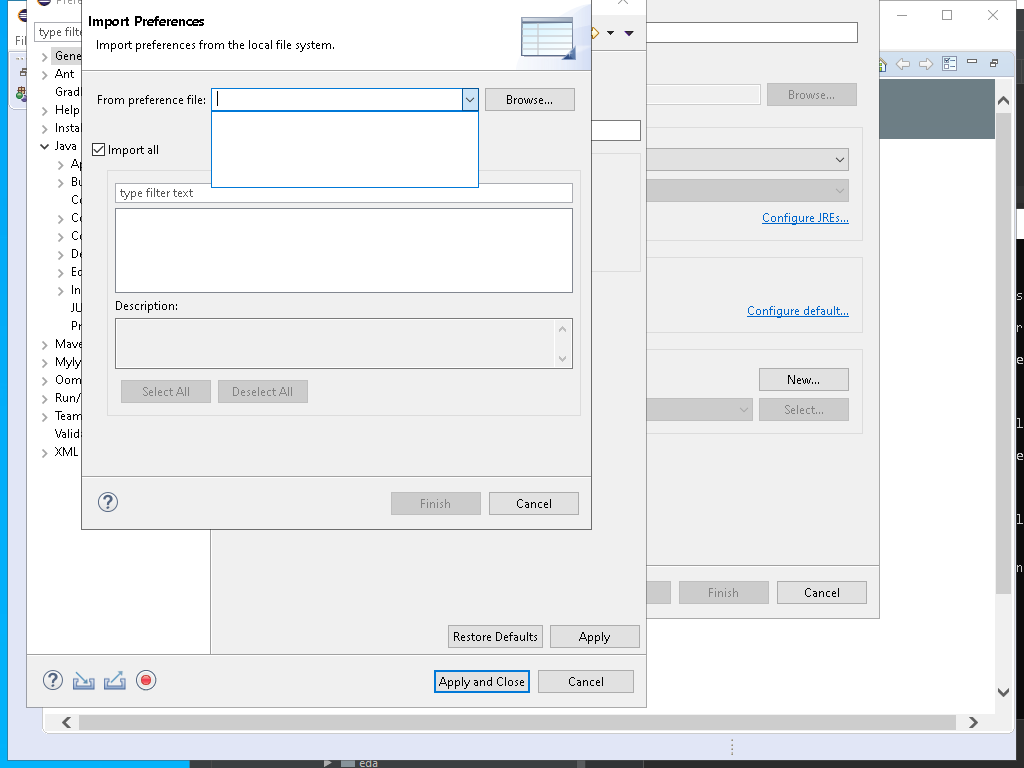 Import Preferences
Import preferences from the local file system.
From preference file:
Browse...
Import all
type filter text
Description:
Select All
Deselect All
Finish
Cancel
type filte
Gene
Ant
Grad
Help
Insta
Java
Ap
Bu
Co
Co
Co
De
Ed
In
JU
Pr
Mave
Myly
Oom
Run/
Team
Valida
XML
Restore Defaults
Apply
Apply and Close
Cancel
Browse...
Configure JREs...
Configure default...
New...
Select...
Finish
Cancel
eda